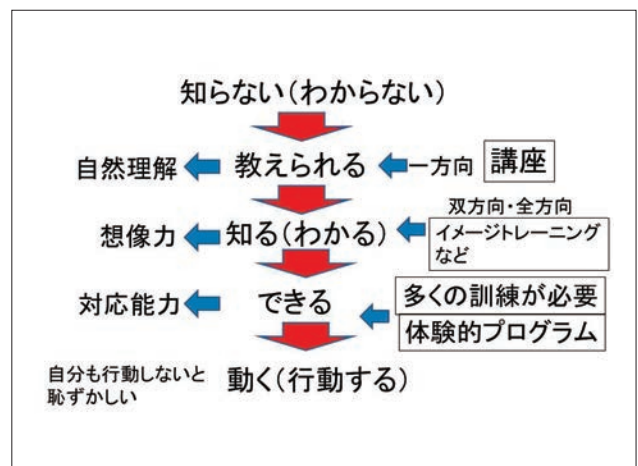 知らない(わからない)
自然理解
教えられる
一方向
講座
想像力
知る(わかる)
双方向・全方向
イメージトレーニング
など
対応能力
できる
多くの訓練が必要
体験的プログラム
自分も行動しないと
恥ずかしい
動く(行動する)